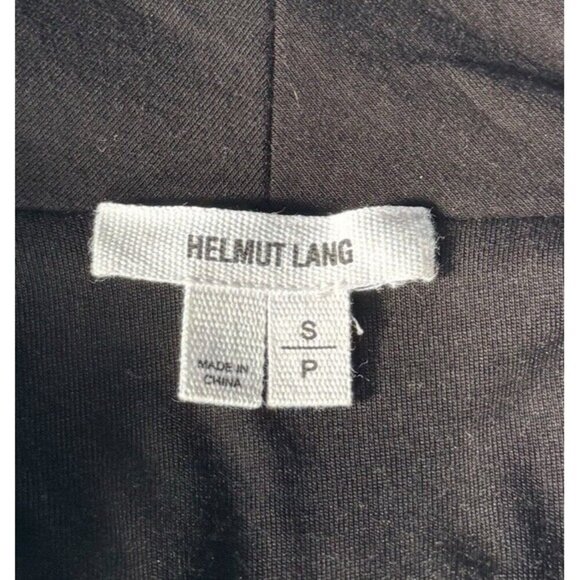 HELMUT LANG
MADE IN
CHINA
S
P